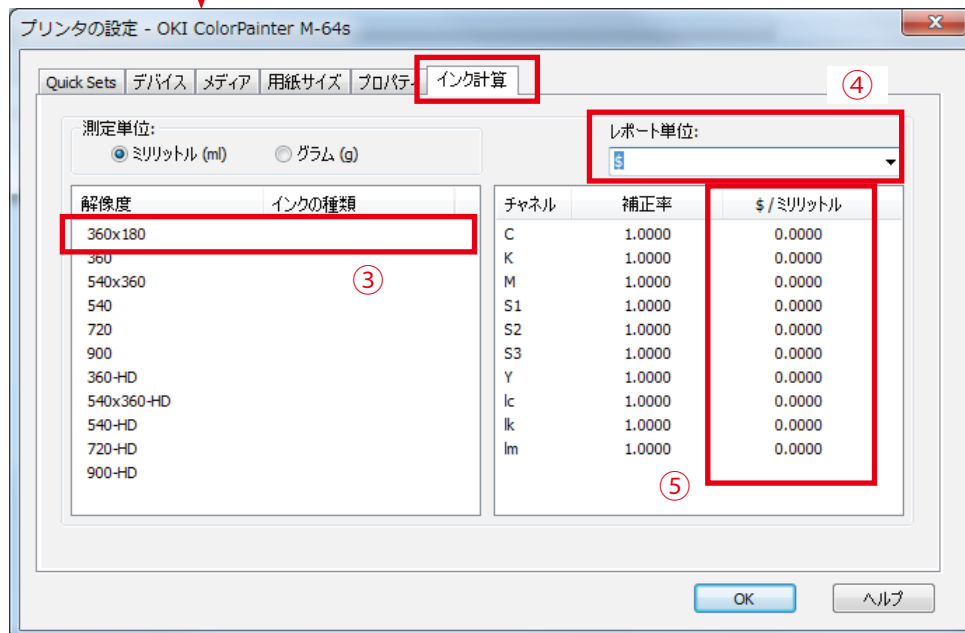 プリンタの設定 - OKI ColorPainter M-64s
Quick Sets デバイス メディア 用紙サイズ プロパティ インク計算
④
測定単位: レポート単位:
ミリリットル (ml) グラム (g) $
解像度 インクの種類 チャネル 補正率 $ / ミリリットル
360x180 C 1.0000 0.0000
360 K 1.0000 0.0000
③
540x360 M 1.0000 0.0000
540 S1 1.0000 0.0000
720 S2 1.0000 0.0000
900 S3 1.0000 0.0000
360-HD Y 1.0000 0.0000
540x360-HD lc 1.0000 0.0000
540-HD lk 1.0000 0.0000
720-HD lm 1.0000 0.0000
900-HD
⑤
OK ヘルプ